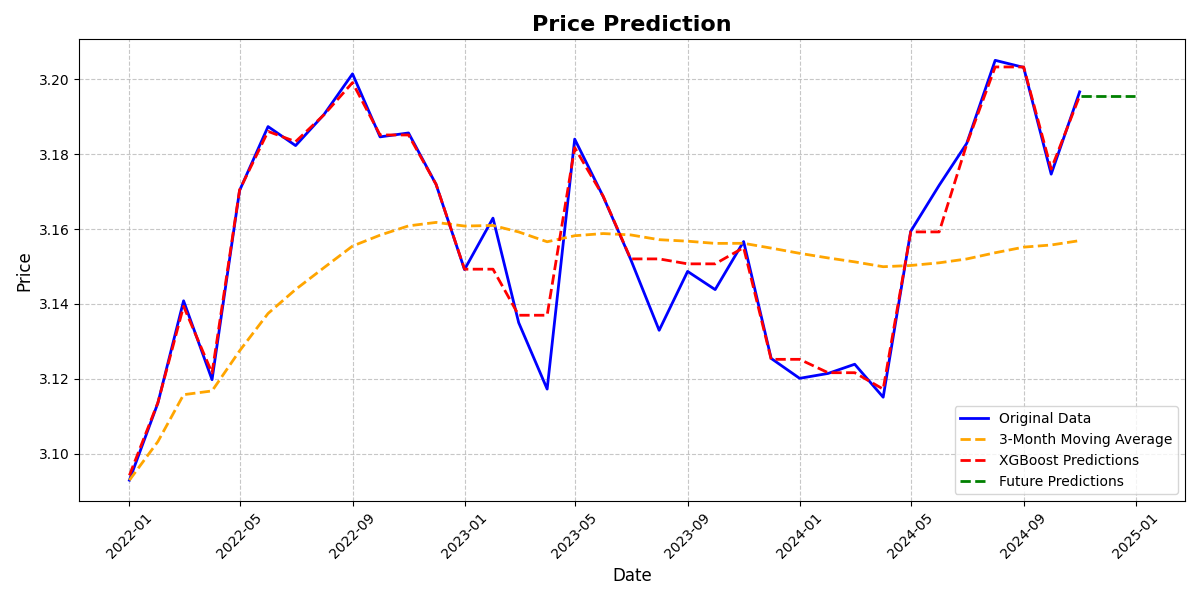 Price Prediction
Price
3.20
3.18
3.16
3.14
3.12
3.10
Original Data
3-Month Moving Average
XGBoost Predictions
Future Predictions
2022-01
2022-05
2022-09
2023-01
2023-05
2023-09
2024-01
2024-05
2024-09
2025-01
Date